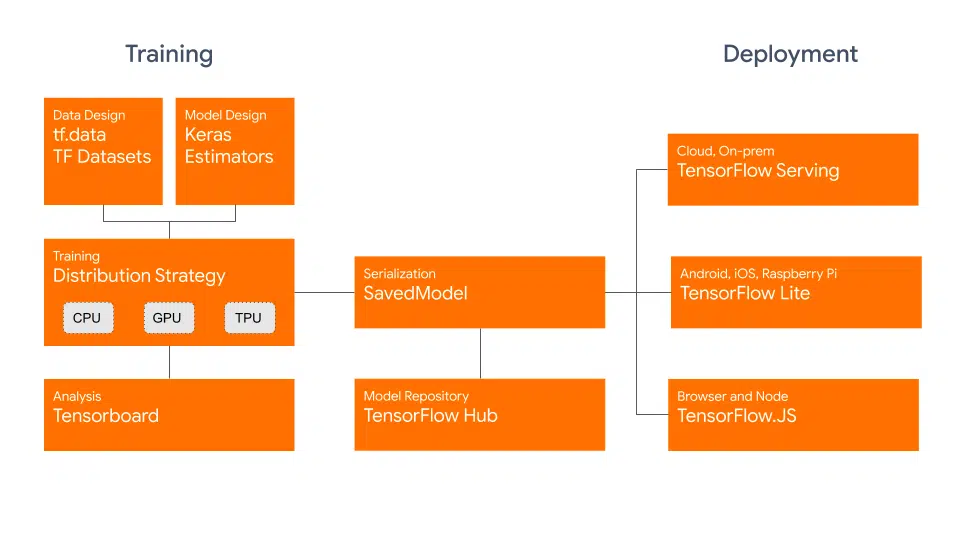 Training
Deployment
Data Design
tf.data
TF Datasets
Model Design
Keras
Estimators
Training
Distribution Strategy
CPU
GPU
TPU
Analysis
Tensorboard
Serialization
SavedModel
Model Repository
TensorFlow Hub
Cloud, On-prem
TensorFlow Serving
Android, iOS, Raspberry Pi
TensorFlow Lite
Browser and Node
TensorFlow.JS